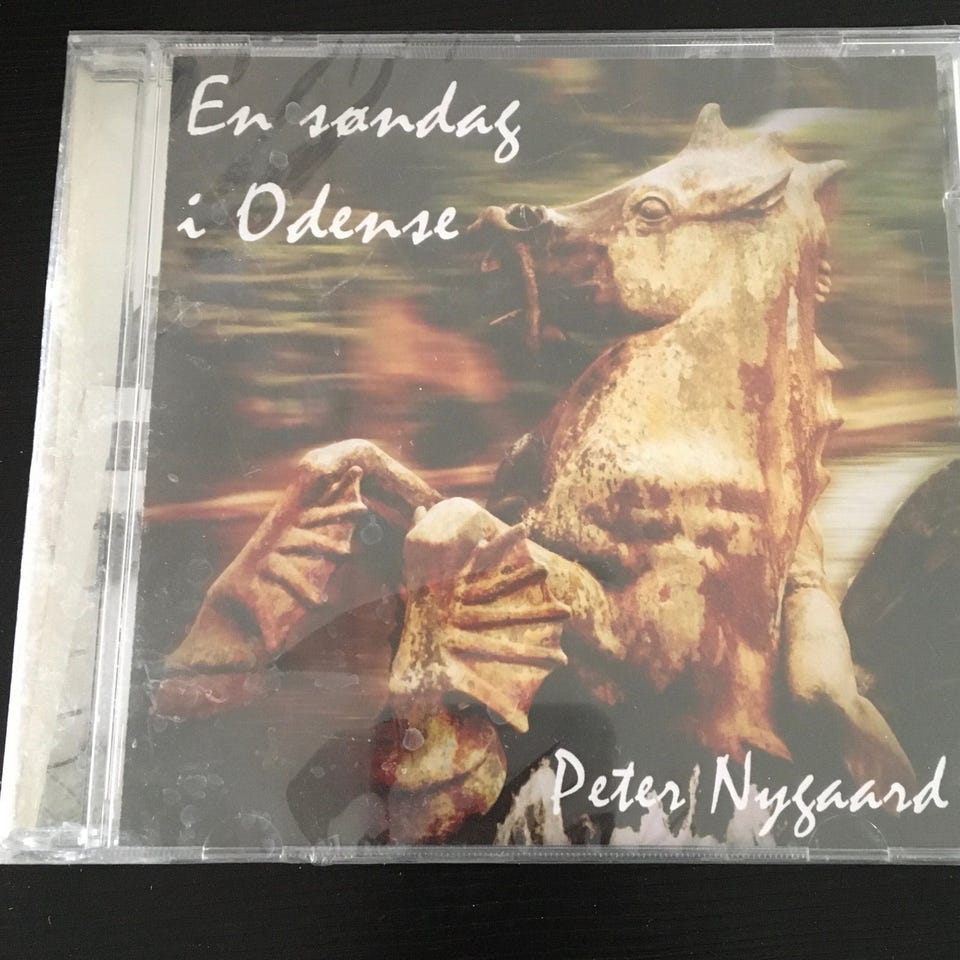 En søndag
i Odense
Peter Nygaard